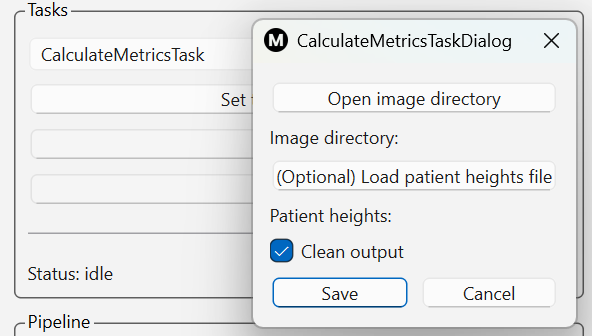 Tasks
CalculateMetricsTask
Set
Status: idle
Pipeline
M CalculateMetricsTaskDialog
Open image directory
Image directory:
(Optional) Load patient heights file
Patient heights:
Clean output
Save
Cancel